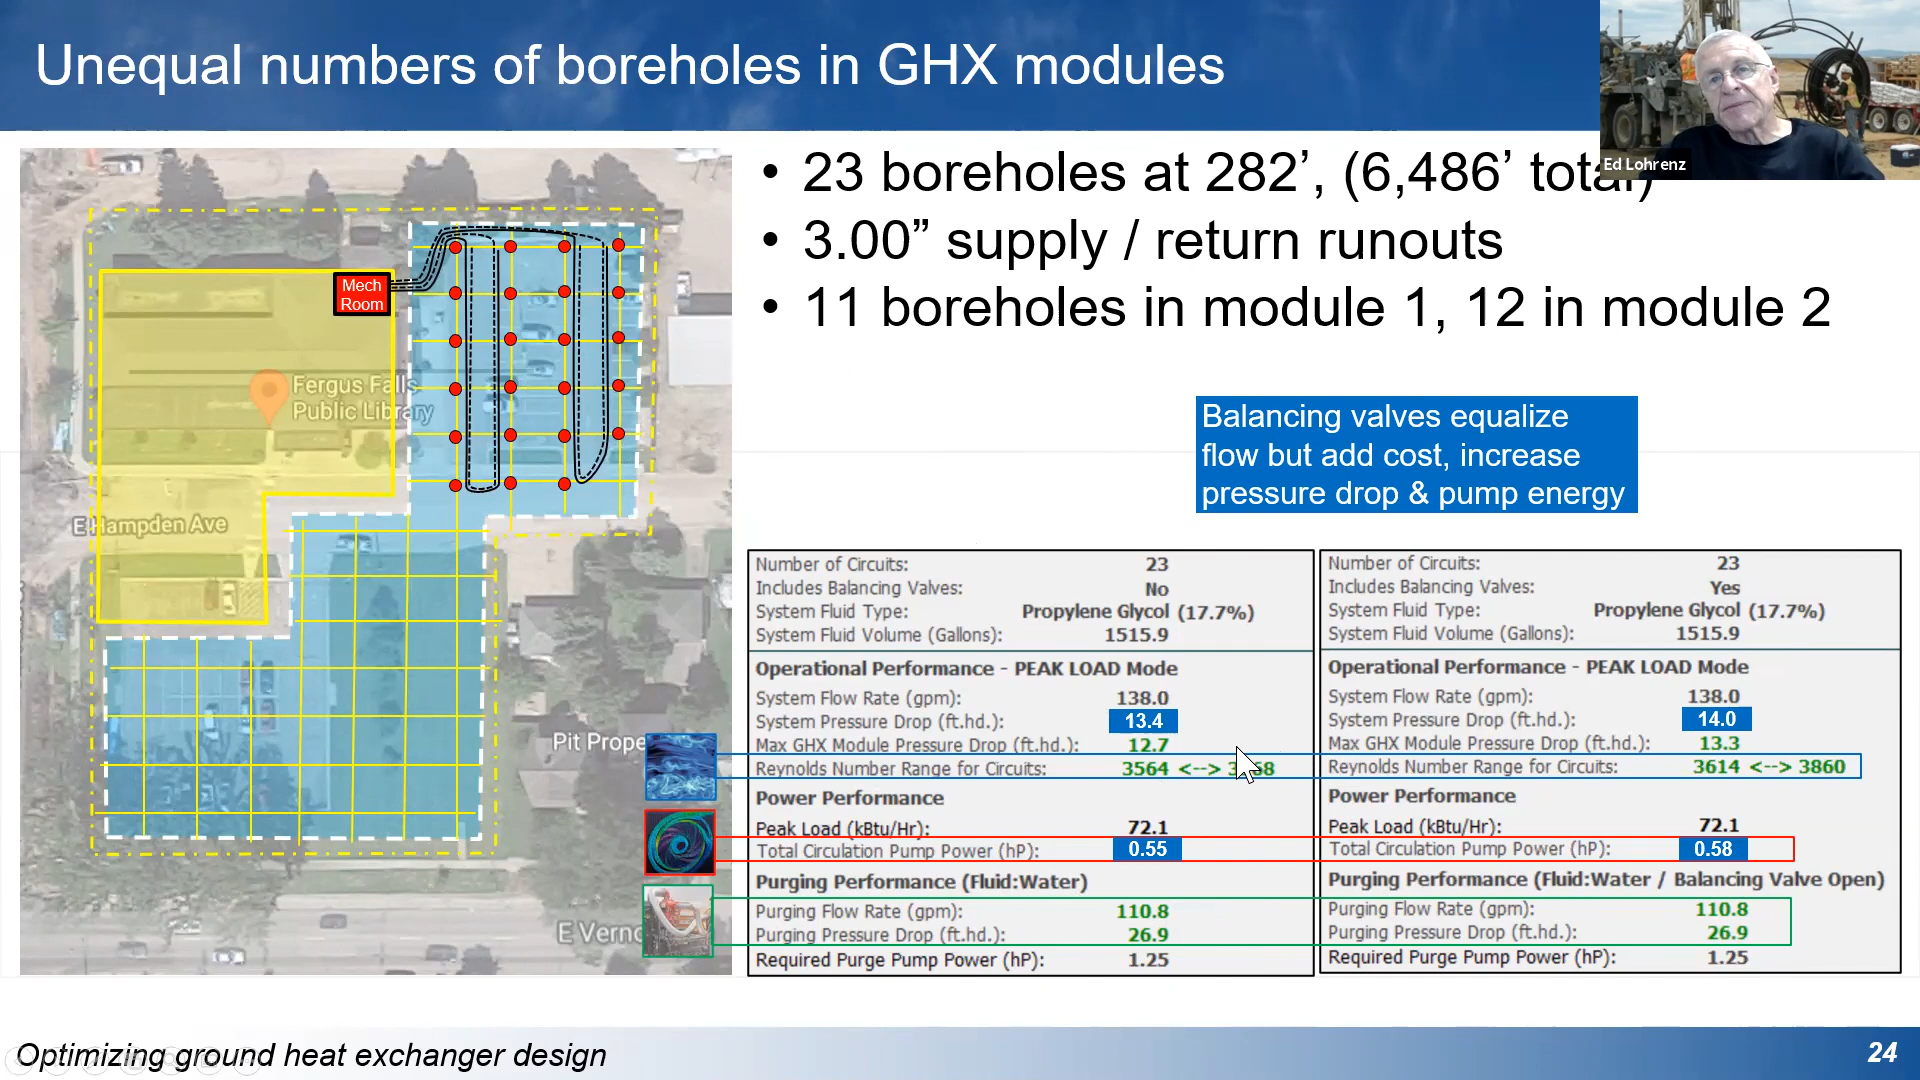 Unequal numbers of boreholes in GHX modules
Ed Lohrenz
• 23 boreholes at 282’, (6,486’ total)
• 3.00” supply / return runouts
• 11 boreholes in module 1, 12 in module 2
Mech
Room
Fergus Falls
Public Library
E Hampden Ave
Pit Prope
E Verno
Balancing valves equalize
flow but add cost, increase
pressure drop & pump energy
Number of Circuits: 23
Includes Balancing Valves: No
System Fluid Type: Propylene Glycol (17.7%)
System Fluid Volume (Gallons): 1515.9
Operational Performance - PEAK LOAD Mode
System Flow Rate (gpm): 138.0
System Pressure Drop (ft.hd.): 13.4
Max GHX Module Pressure Drop (ft.hd.): 12.7
Reynolds Number Range for Circuits: 3564 <-->
Power Performance
Peak Load (kBtu/Hr): 72.1
Total Circulation Pump Power (hP): 0.55
Purging Performance (Fluid:Water)
Purging Flow Rate (gpm): 110.8
Purging Pressure Drop (ft.hd.): 26.9
Required Purge Pump Power (hP): 1.25
Number of Circuits: 23
Includes Balancing Valves: Yes
System Fluid Type: Propylene Glycol (17.7%)
System Fluid Volume (Gallons): 1515.9
Operational Performance - PEAK LOAD Mode
System Flow Rate (gpm): 138.0
System Pressure Drop (ft.hd.): 14.0
Max GHX Module Pressure Drop (ft.hd.): 13.3
Reynolds Number Range for Circuits: 3614 <--> 3860
Power Performance
Peak Load (kBtu/Hr): 72.1
Total Circulation Pump Power (hP): 0.58
Purging Performance (Fluid:Water / Balancing Valve Open)
Purging Flow Rate (gpm): 110.8
Purging Pressure Drop (ft.hd.): 26.9
Required Purge Pump Power (hP): 1.25
Optimizing ground heat exchanger design
24